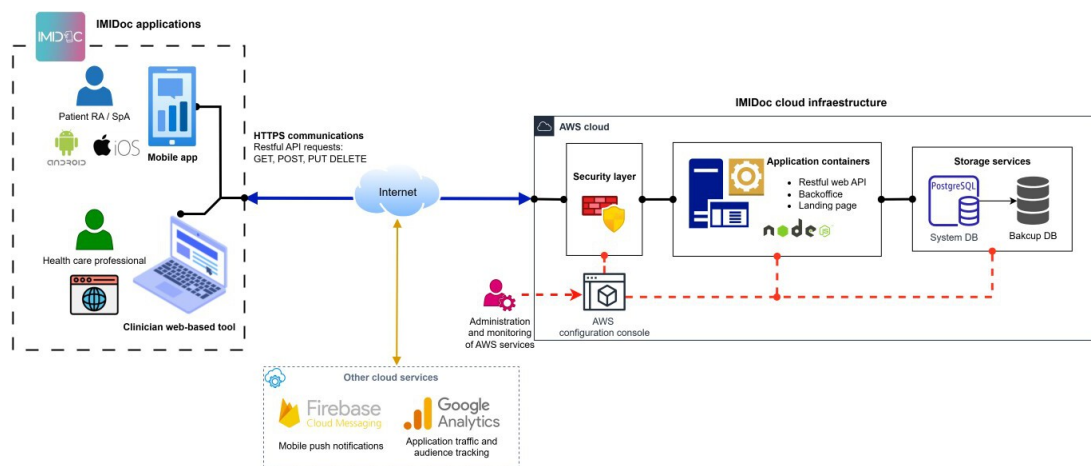 IMIDoc applications
IMIDOC
Patient RA / SpA
ANDROID
iOS
Mobile app
Health care professional
Clinician web-based tool
HTTPS communications
Restful API requests:
GET, POST, PUT DELETE
Internet
Other cloud services
Firebase
Cloud Messaging
Mobile push notifications
Google
Analytics
Application traffic and
audience tracking
IMIDoc cloud infraestructure
AWS cloud
Security layer
Application containers
Restful web API
Backoffice
Landing page
node
JS
Storage services
PostgreSQL
System DB
Bakcup DB
Administration
and monitoring
of AWS services
AWS
configuration console